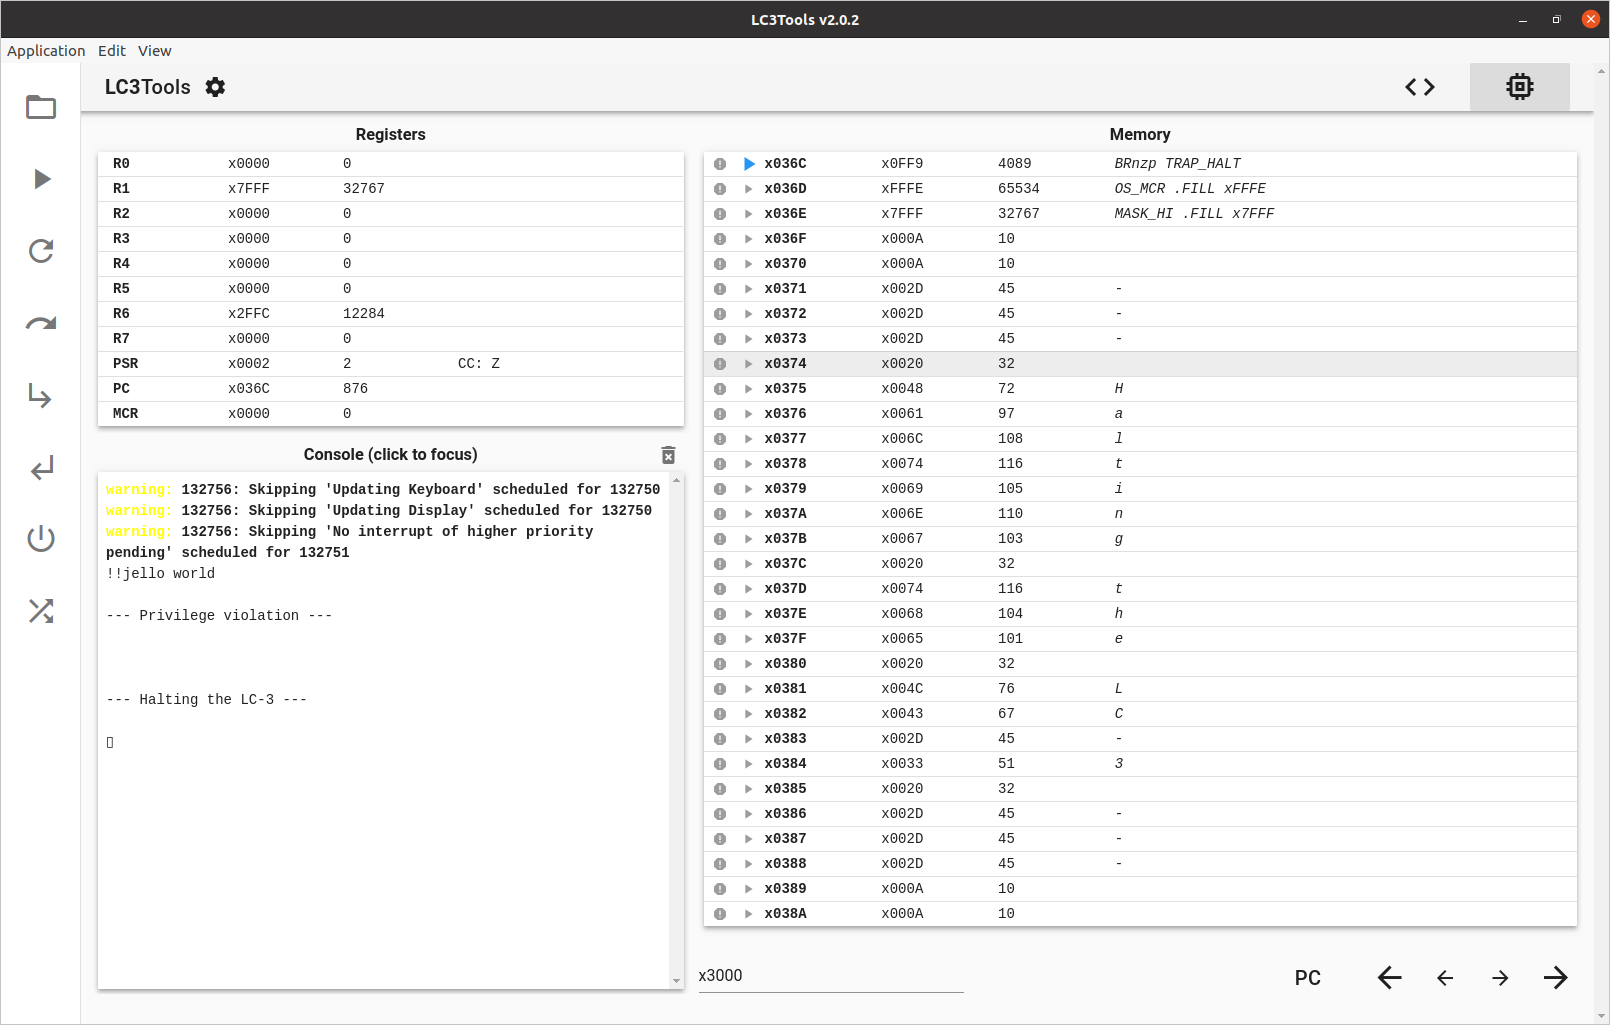 LC3Tools v2.0.2
Application Edit View
LC3Tools
Registers
R0 x0000 0
R1 x7FFF 32767
R2 x0000 0
R3 x0000 0
R4 x0000 0
R5 x0000 0
R6 x2FFC 12284
R7 x0000 0
PSR x0002 2 CC: Z
PC x036C 876
MCR x0000 0
Console (click to focus)
warning: 132756: Skipping 'Updating Keyboard' scheduled for 132750
warning: 132756: Skipping 'Updating Display' scheduled for 132750
warning: 132756: Skipping 'No interrupt of higher priority
pending' scheduled for 132751
!!jello world
--- Privilege violation ---
--- Halting the LC-3 ---
Memory
x036C x0FF9 4089 BRnzp TRAP_HALT
x036D xFFFE 65534 OS_MCR .FILL xFFFE
x036E x7FFF 32767 MASK_HI .FILL x7FFF
x036F x000A 10
x0370 x000A 10
x0371 x002D 45 -
x0372 x002D 45 -
x0373 x002D 45 -
x0374 x0020 32
x0375 x0048 72 H
x0376 x0061 97 a
x0377 x006C 108 l
x0378 x0074 116 t
x0379 x0069 105 i
x037A x006E 110 n
x037B x0067 103 g
x037C x0020 32
x037D x0074 116 t
x037E x0068 104 h
x037F x0065 101 e
x0380 x0020 32
x0381 x004C 76 L
x0382 x0043 67 C
x0383 x002D 45 -
x0384 x0033 51 3
x0385 x0020 32
x0386 x002D 45 -
x0387 x002D 45 -
x0388 x002D 45 -
x0389 x000A 10
x038A x000A 10
x3000
PC